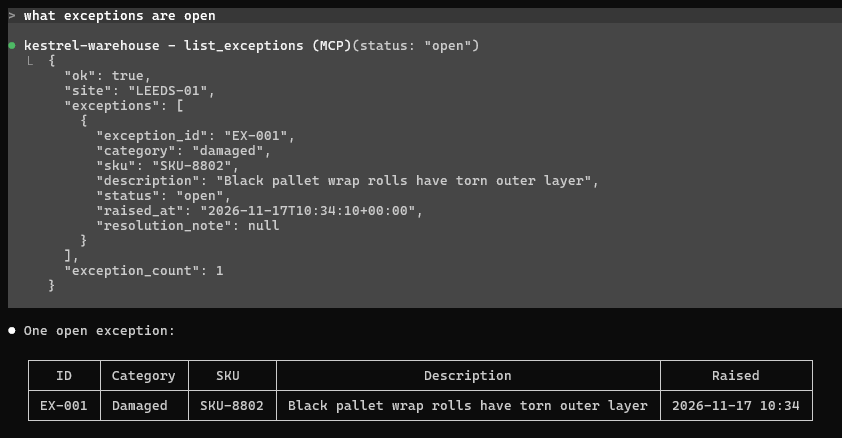 > what exceptions are open
● kestrel-warehouse - list_exceptions (MCP)(status: "open")
└ {
"ok": true,
"site": "LEEDS-01",
"exceptions": [
{
"exception_id": "EX-001",
"category": "damaged",
"sku": "SKU-8802",
"description": "Black pallet wrap rolls have torn outer layer",
"status": "open",
"raised_at": "2026-11-17T10:34:10+00:00",
"resolution_note": null
}
],
"exception_count": 1
}
● One open exception:
ID Category SKU Description Raised
EX-001 Damaged SKU-8802 Black pallet wrap rolls have torn outer layer 2026-11-17 10:34